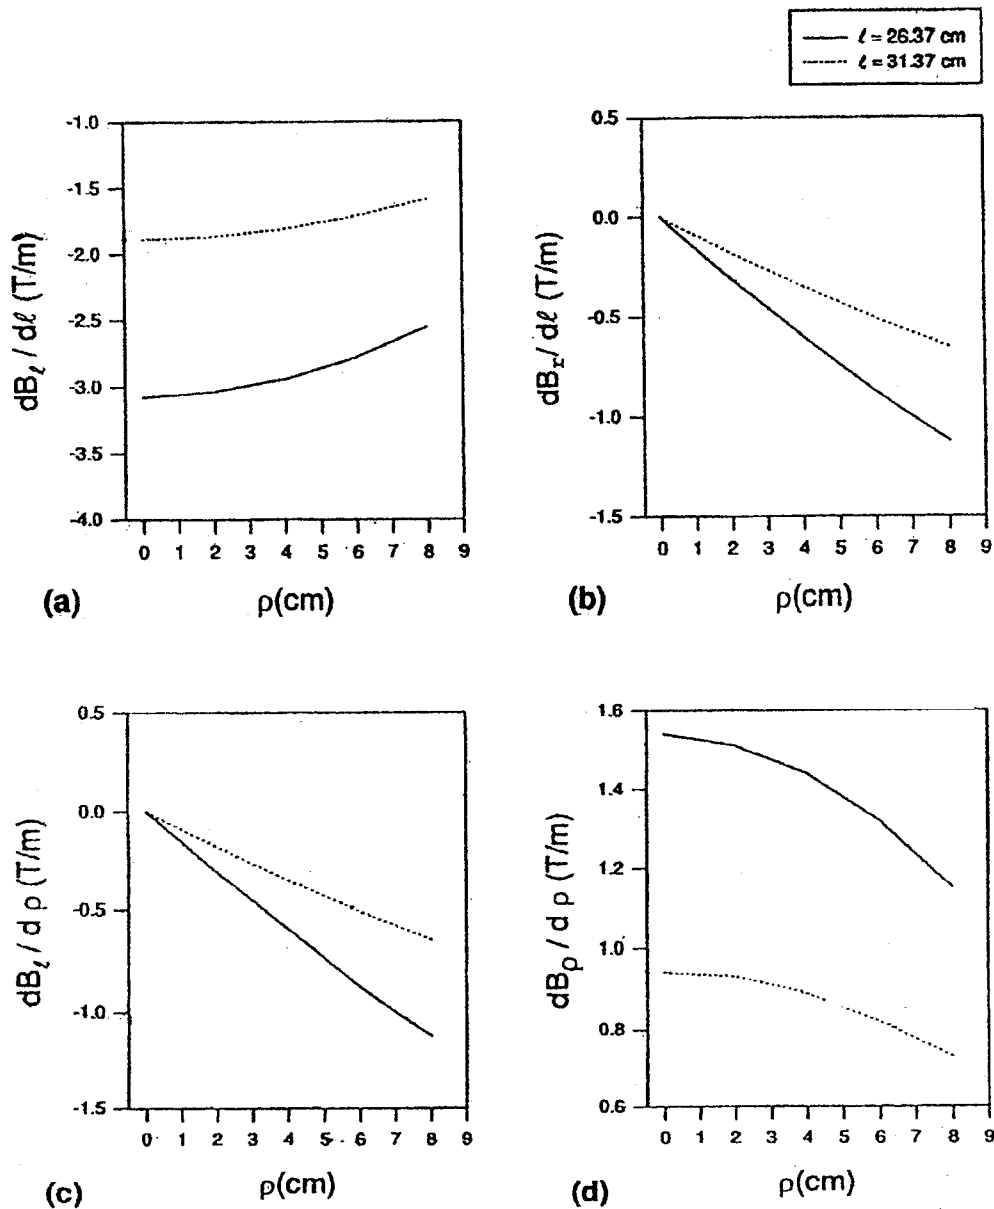 ℓ = 26.37 cm
ℓ = 31.37 cm
-1.0
-1.5
-2.0
-2.5
-3.0
-3.5
-4.0
dBℓ / dℓ (T/m)
0 1 2 3 4 5 6 7 8 9
(a)
ρ(cm)
0.5
0.0
-0.5
-1.0
-1.5
dBr / dℓ (T/m)
0 1 2 3 4 5 6 7 8 9
(b)
ρ(cm)
0.5
0.0
-0.5
-1.0
-1.5
dBℓ / d ρ (T/m)
0 1 2 3 4 5 6 7 8 9
(c)
ρ(cm)
1.6
1.4
1.2
1.0
0.8
0.6
dBρ / d ρ (T/m)
0 1 2 3 4 5 6 7 8 9
(d)
ρ(cm)